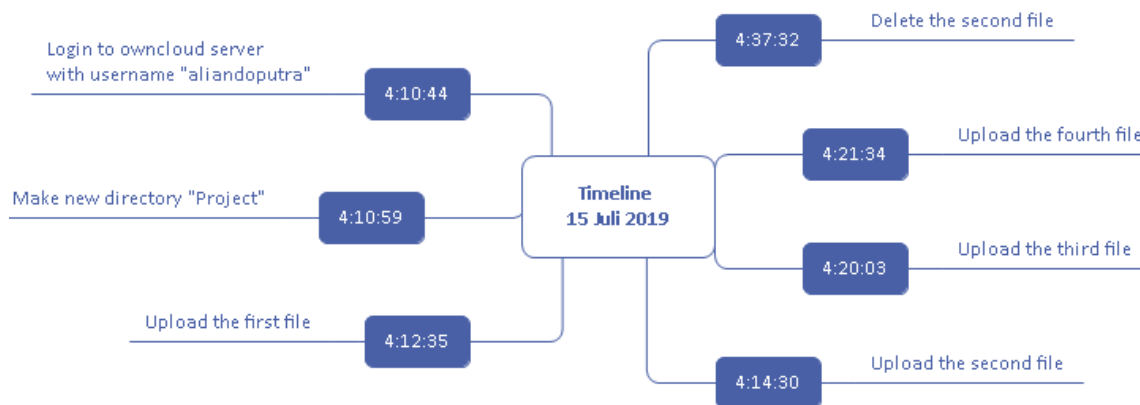 Login to owncloud server
with username "aliandoputra"
4:10:44
Make new directory "Project"
4:10:59
Upload the first file
4:12:35
Timeline
15 Juli 2019
4:37:32
Delete the second file
4:21:34
Upload the fourth file
4:20:03
Upload the third file
4:14:30
Upload the second file